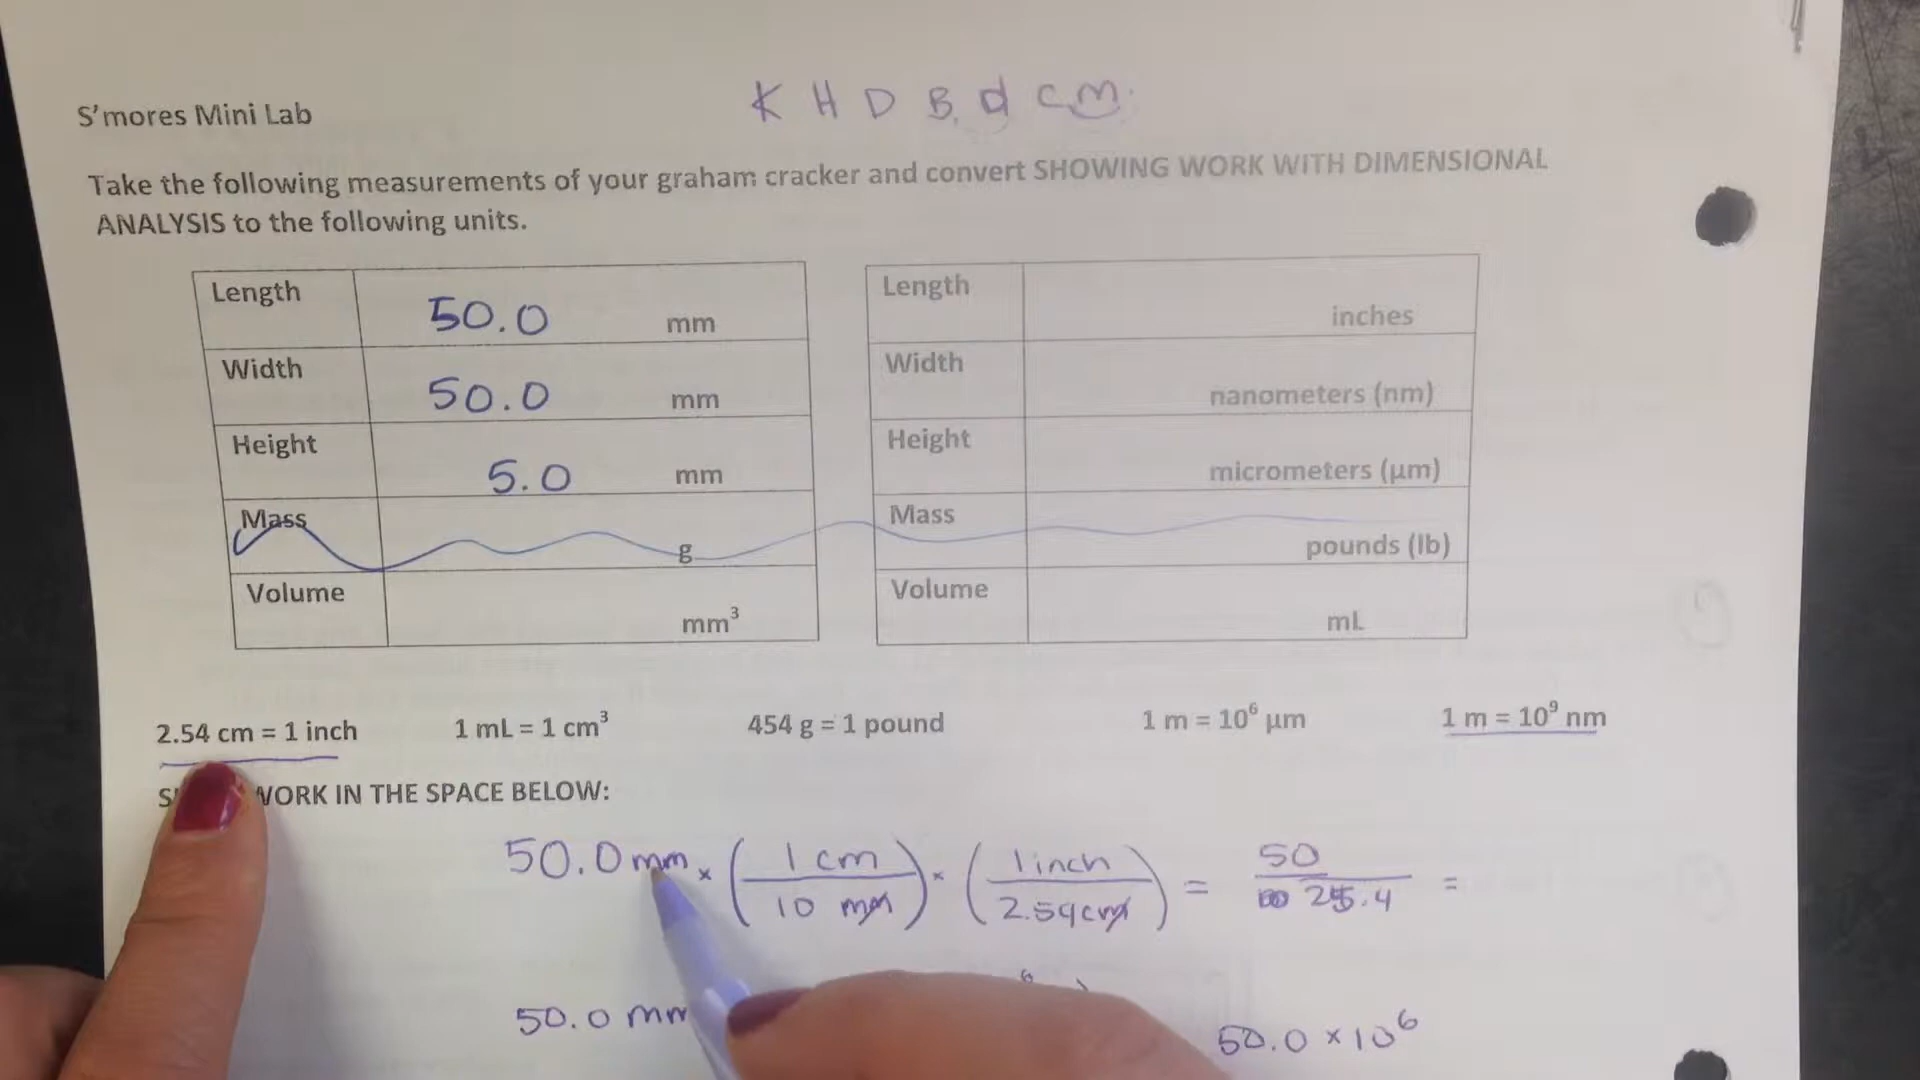 K H D B d c m
S'mores Mini Lab
Take the following measurements of your graham cracker and convert SHOWING WORK WITH DIMENSIONAL
ANALYSIS to the following units.
Length 50.0 mm
Width 50.0 mm
Height 5.0 mm
Mass g
Volume mm³
Length inches
Width nanometers (nm)
Height micrometers (µm)
Mass pounds (lb)
Volume mL
2.54 cm = 1 inch 1 mL = 1 cm³ 454 g = 1 pound 1 m = 10⁶ µm 1 m = 10⁹ nm
WORK IN THE SPACE BELOW:
50.0 mm × (1 cm / 10 mm) × (1 inch / 2.54 cm) = 50 / 25.4 =
50.0 mm 50.0 × 10⁶